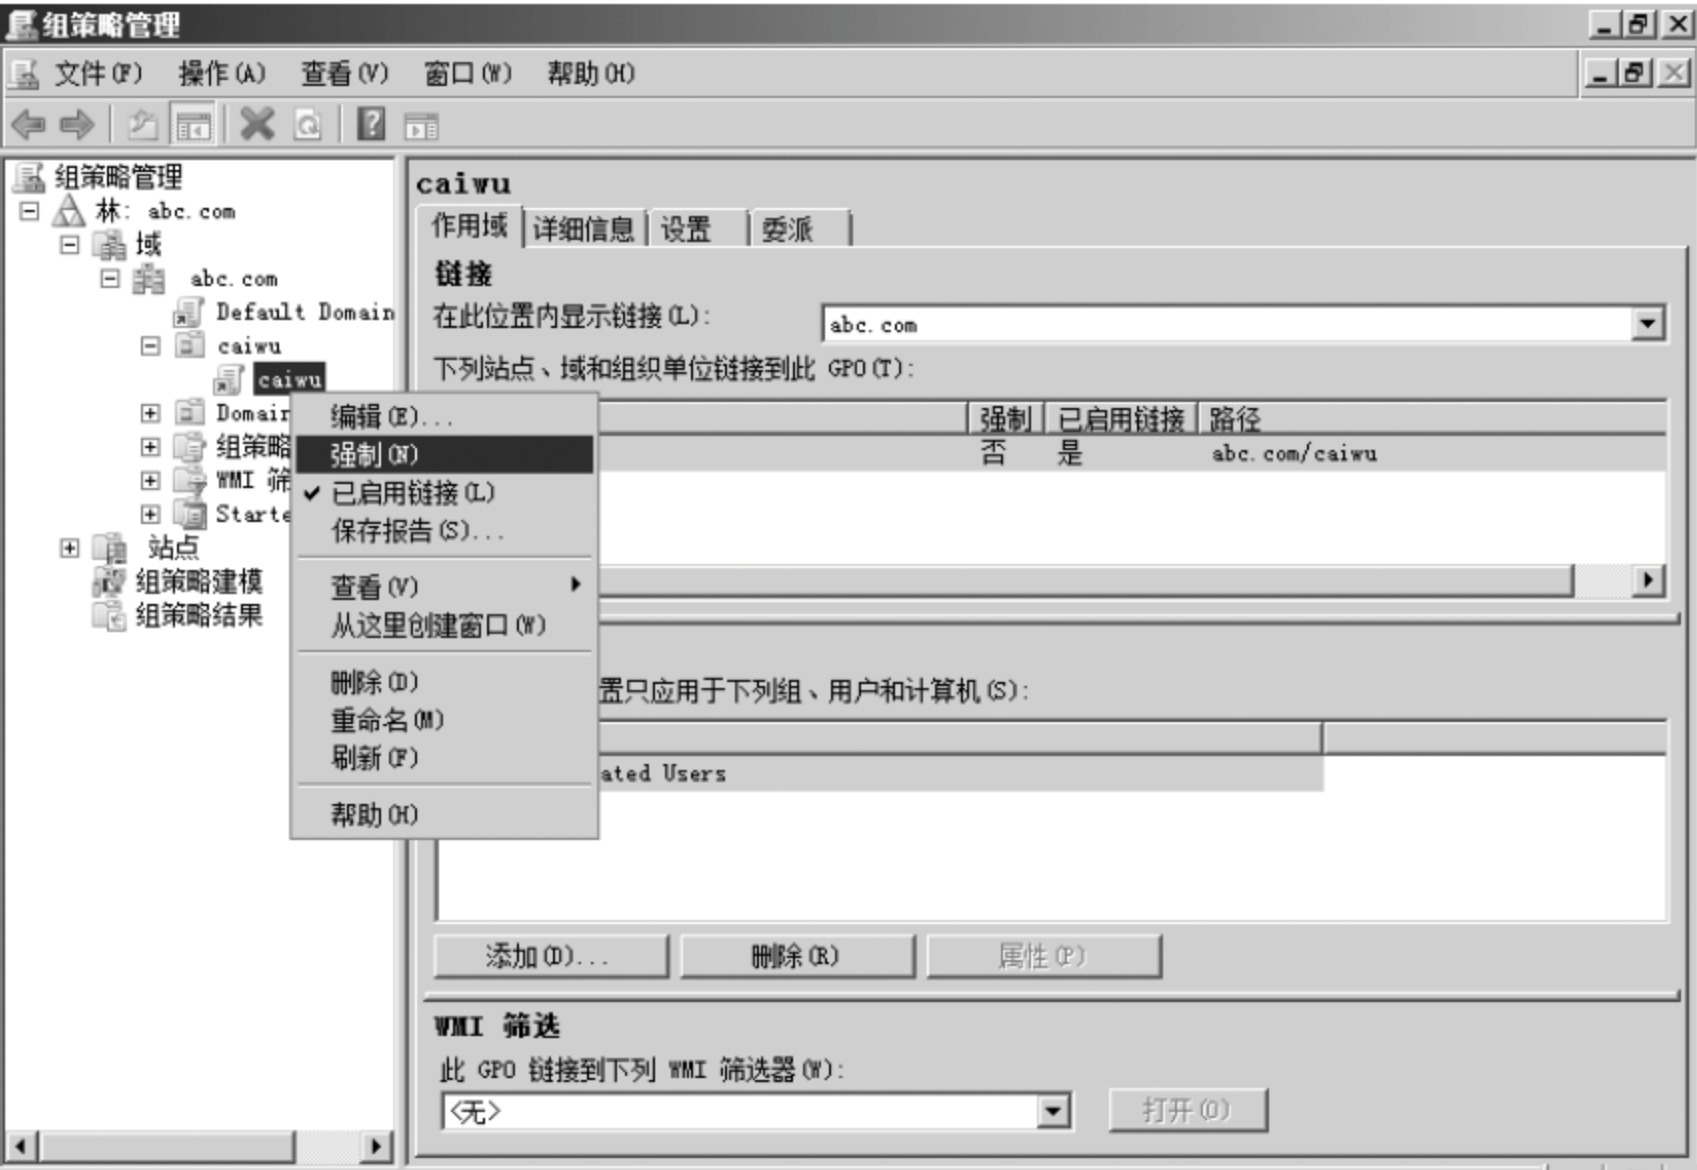 组策略管理
文件(F) 操作(A) 查看(V) 窗口(W) 帮助(H)
组策略管理
林: abc.com
域
abc.com
Default Domain
caiwu
caiwu
Domain
组策略
WMI 筛
Starte
站点
组策略建模
组策略结果
编辑(E)...
强制(N)
已启用链接(L)
保存报告(S)...
查看(V)
从这里创建窗口(W)
删除(D)
重命名(M)
刷新(F)
帮助(H)
caiwu
作用域 详细信息 设置 委派
链接
在此位置内显示链接(L): abc.com
下列站点、域和组织单位链接到此 GPO(T):
强制 已启用链接 路径
否 是 abc.com/caiwu
置只应用于下列组、用户和计算机(S):
ated Users
添加(D)... 删除(R) 属性(P)
WMI 筛选
此 GPO 链接到下列 WMI 筛选器(W):
<无> 打开(O)